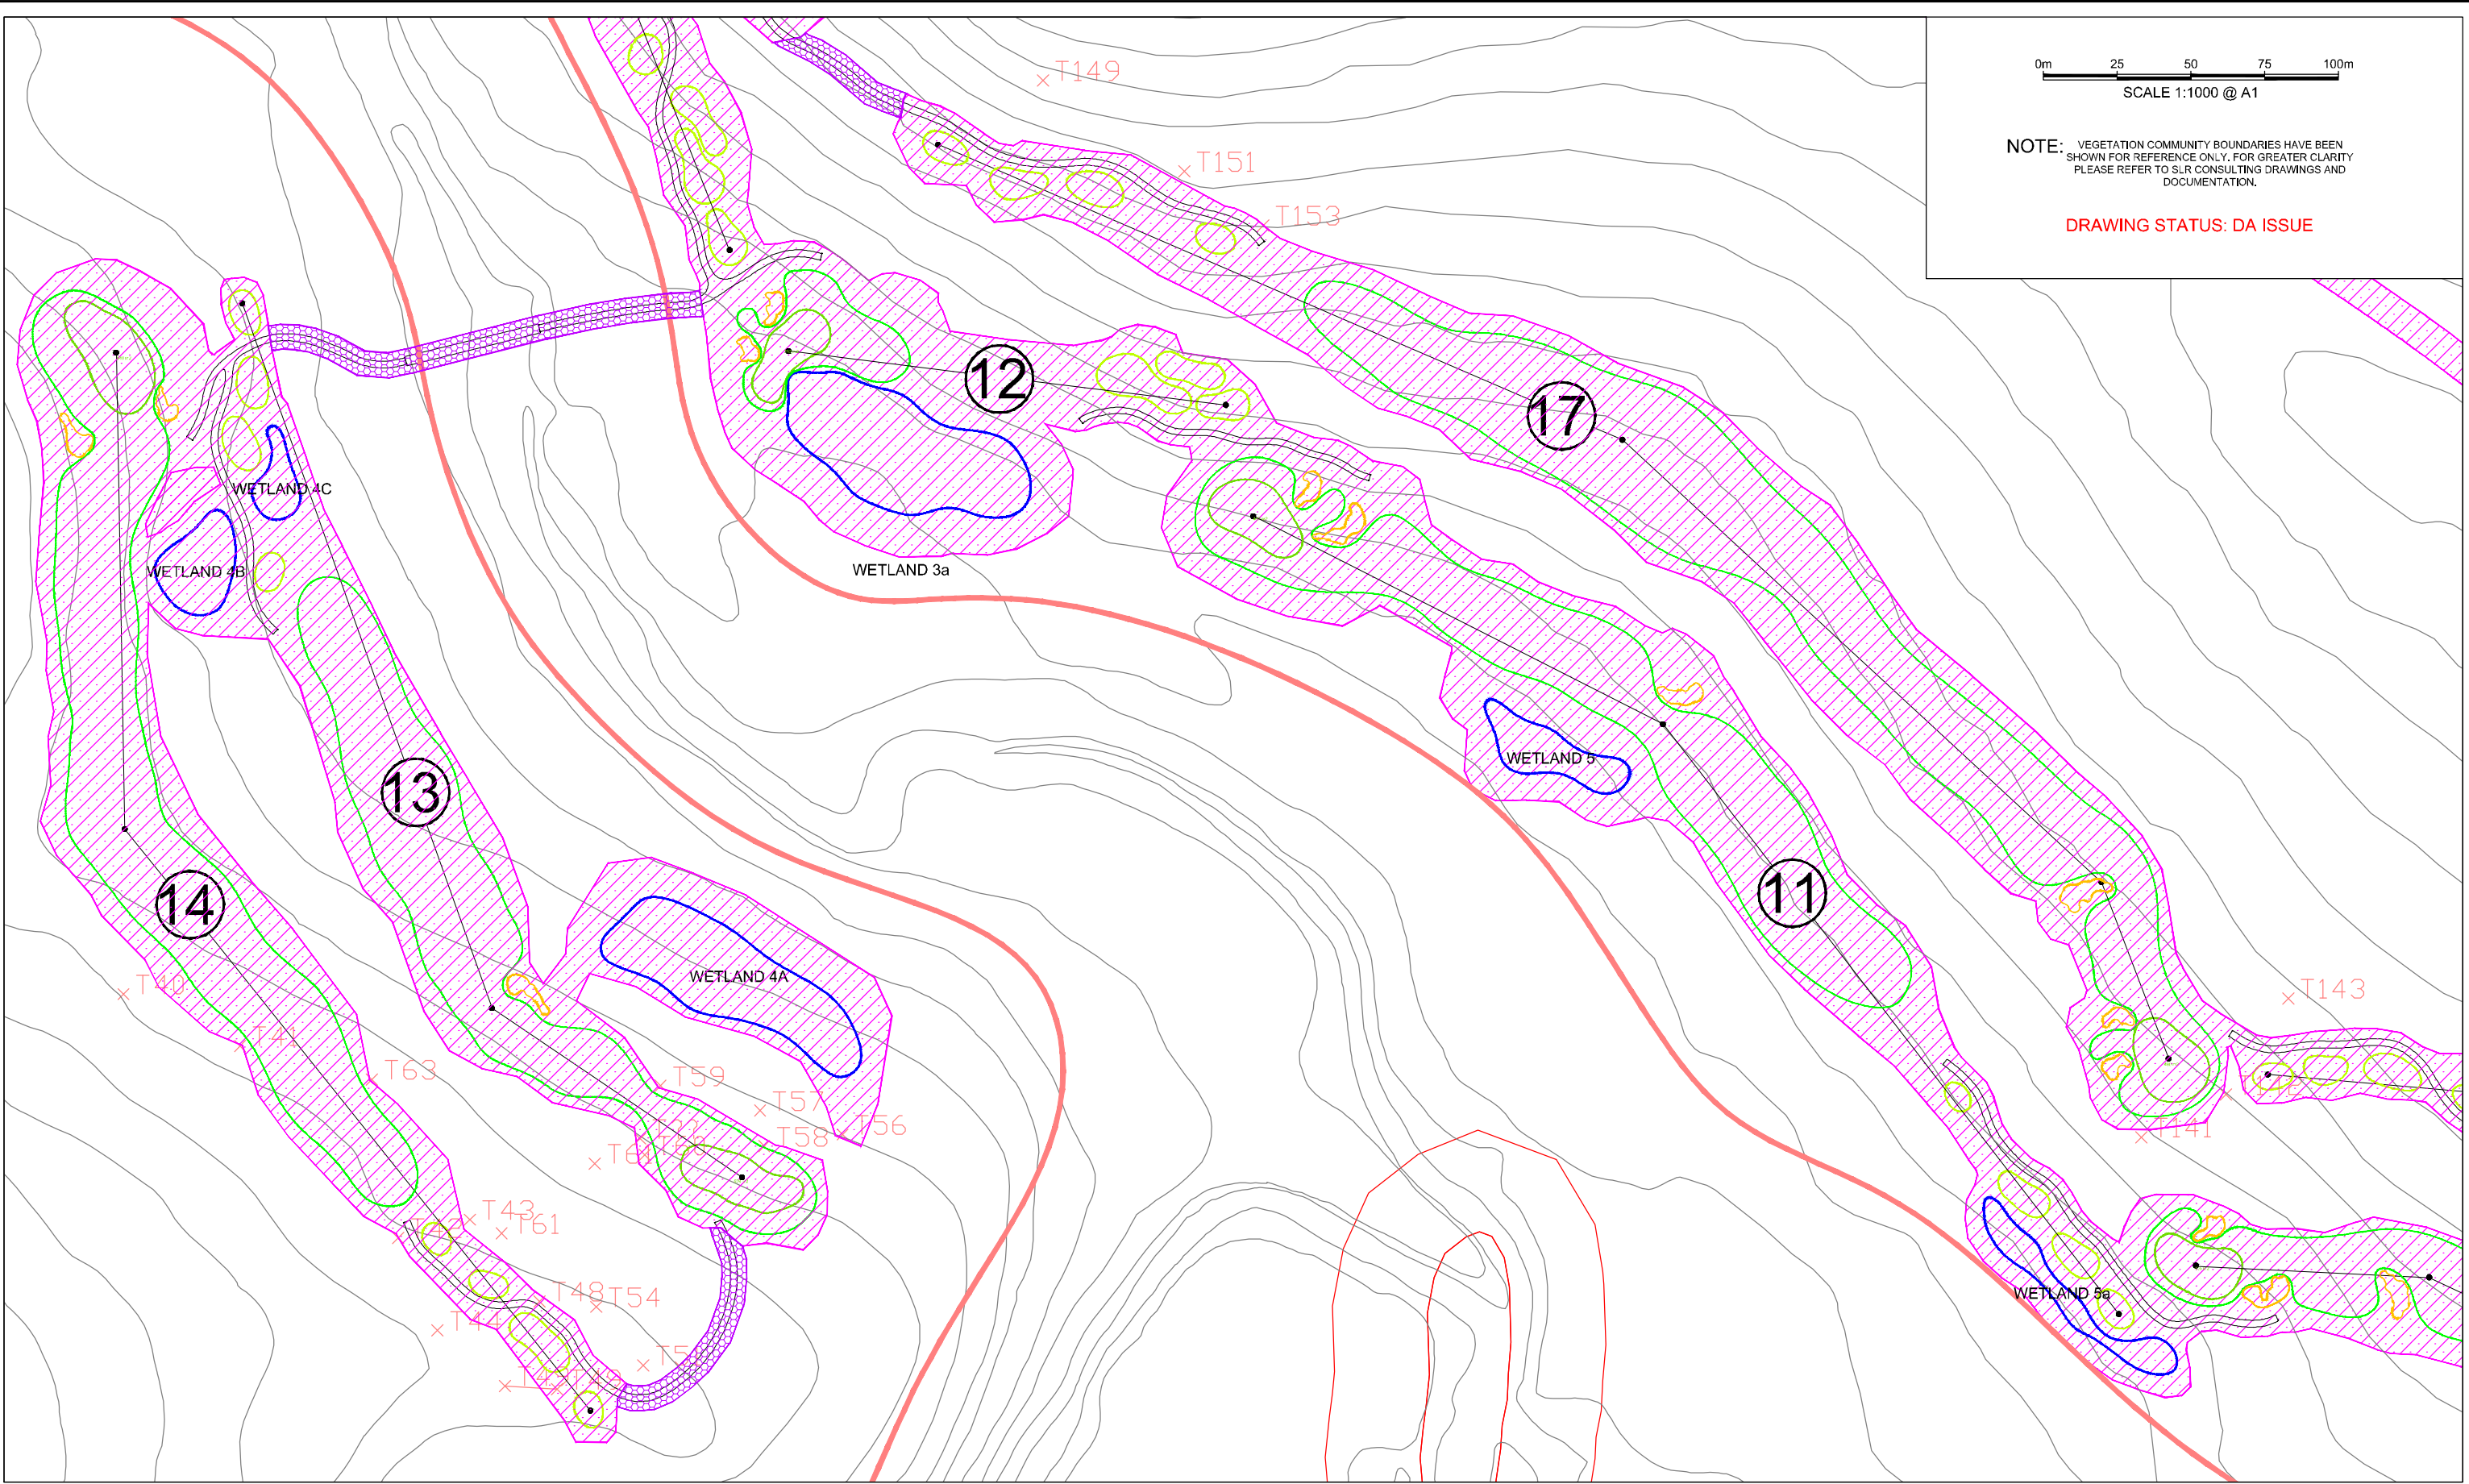 0m 25 50 75 100m
SCALE 1:1000 @ A1
NOTE: VEGETATION COMMUNITY BOUNDARIES HAVE BEEN
SHOWN FOR REFERENCE ONLY. FOR GREATER CLARITY
PLEASE REFER TO SLR CONSULTING DRAWINGS AND
DOCUMENTATION.
DRAWING STATUS: DA ISSUE
T149
T151
T153
12
17
WETLAND 4C
WETLAND 4B
WETLAND 3a
WETLAND 5
13
11
14
WETLAND 4A
T40
T41
T143
T63
T59
T57
T56
T58
T141
T43
T61
T48
T54
T44
WETLAND 5a